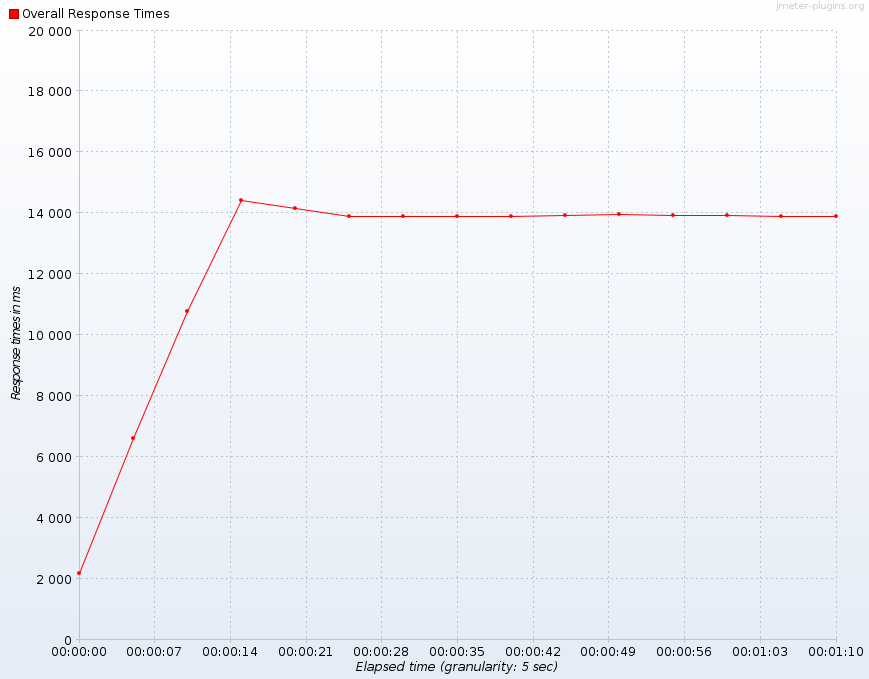 jmeter-plugins.org
Overall Response Times
20 000
18 000
16 000
14 000
12 000
10 000
8 000
6 000
4 000
2 000
0
Response times in ms
00:00:00 00:00:07 00:00:14 00:00:21 00:00:28 00:00:35 00:00:42 00:00:49 00:00:56 00:01:03 00:01:10
Elapsed time (granularity: 5 sec)